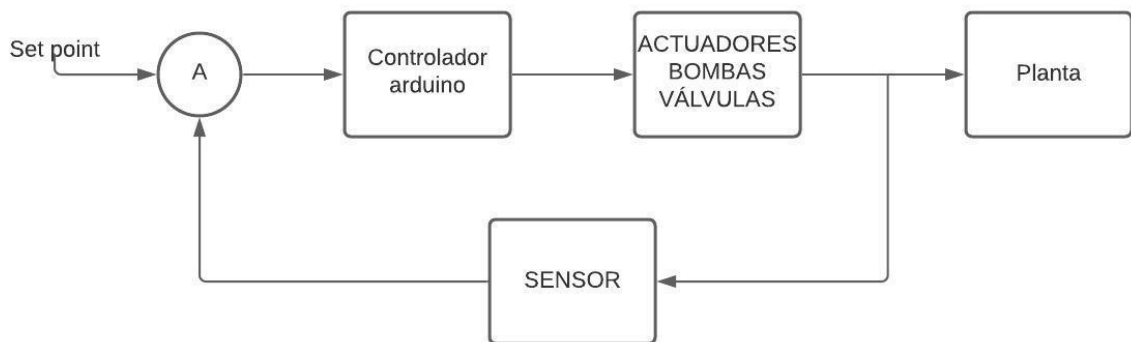 Set point
A
Controlador
arduino
ACTUADORES
BOMBAS
VÁLVULAS
Planta
SENSOR